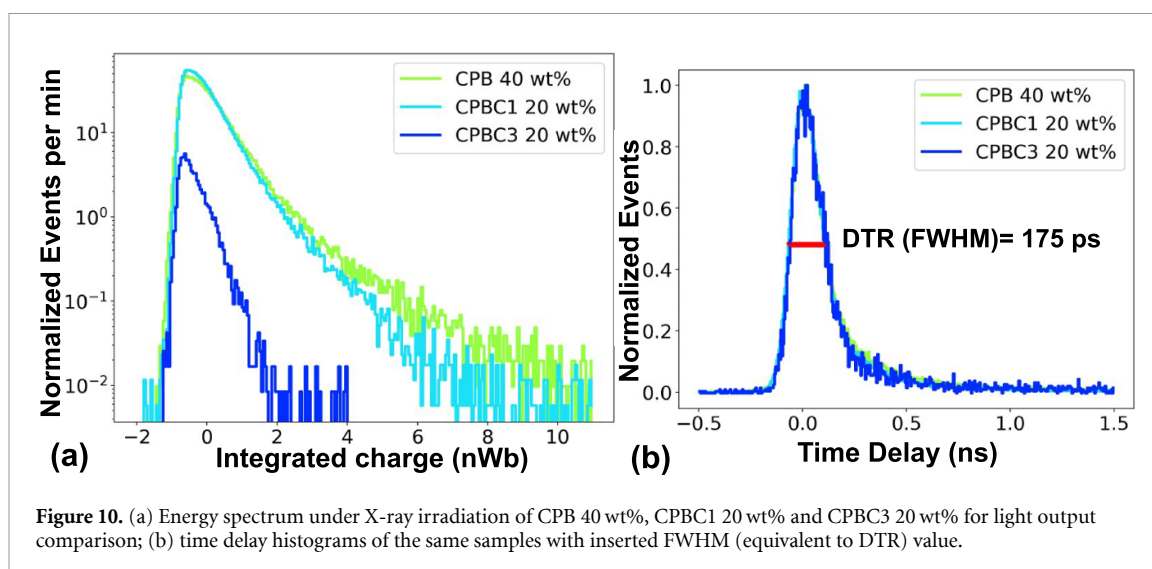 Normalized Events per min
10¹
10⁰
10⁻¹
10⁻²
CPB 40 wt%
CPBC1 20 wt%
CPBC3 20 wt%
−2 0 2 4 6 8 10
(a)
Integrated charge (nWb)
Normalized Events
1.0
0.8
0.6
0.4
0.2
0.0
CPB 40 wt%
CPBC1 20 wt%
CPBC3 20 wt%
DTR (FWHM)= 175 ps
−0.5 0.0 0.5 1.0 1.5
(b)
Time Delay (ns)
Figure 10. (a) Energy spectrum under X-ray irradiation of CPB 40 wt%, CPBC1 20 wt% and CPBC3 20 wt% for light output
comparison; (b) time delay histograms of the same samples with inserted FWHM (equivalent to DTR) value.